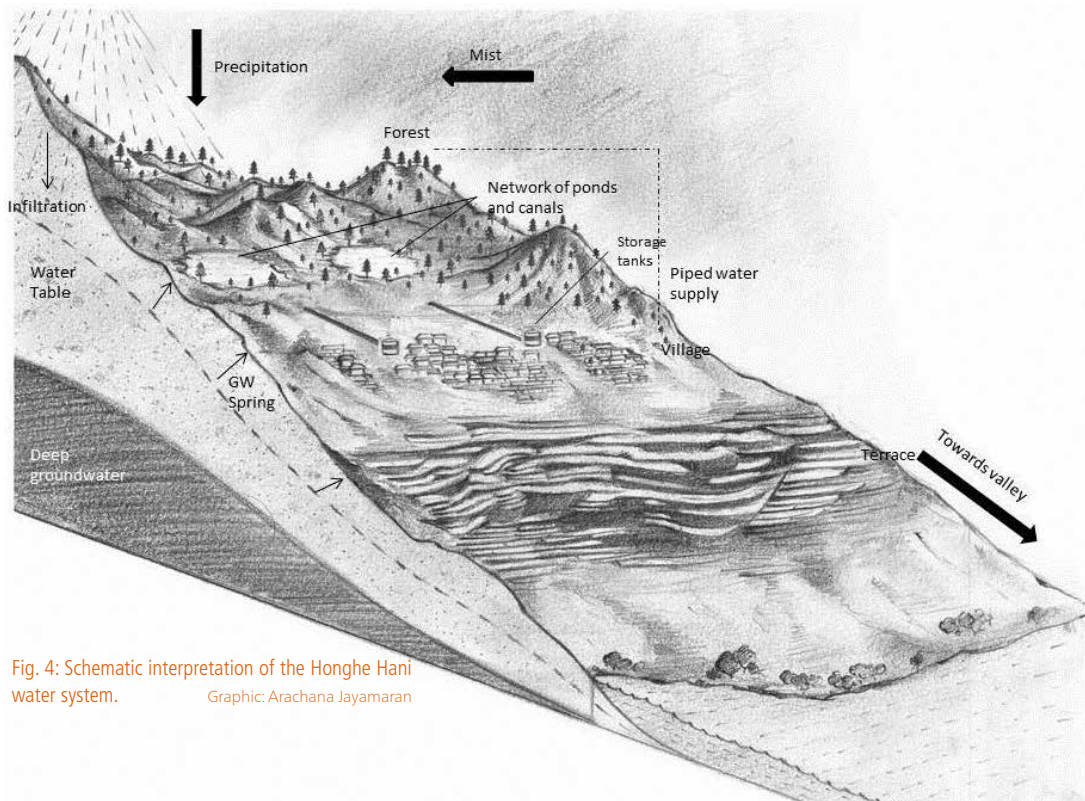 Precipitation
Mist
Forest
Infiltration
Network of ponds
and canals
Storage
tanks
Water
Table
Piped water
supply
Village
GW
Spring
Deep
groundwater
Terrace
Towards valley
Fig. 4: Schematic interpretation of the Honghe Hani
water system.
Graphic: Arachana Jayamaran